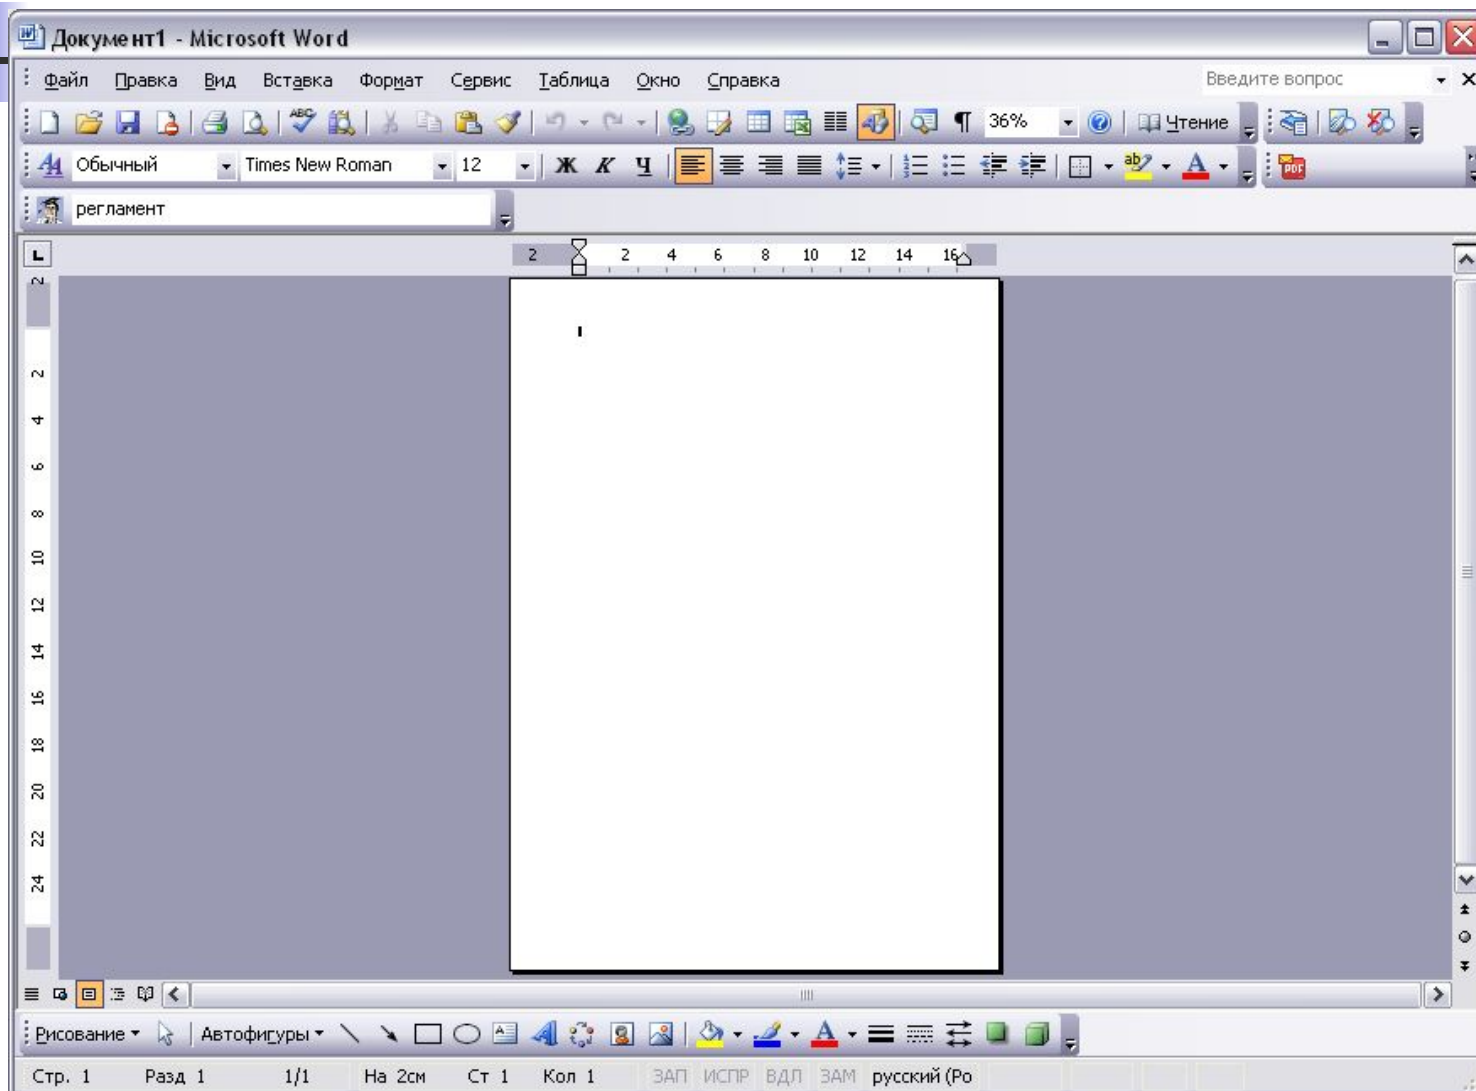 Документ1 - Microsoft Word
Файл Правка Вид Вставка Формат Сервис Таблица Окно Справка Введите вопрос
ABC ¶ 36% Чтение
Обычный Times New Roman 12 Ж К Ч ab A PDF
регламент
L 2 2 4 6 8 10 12 14 16
2
2
4
6
8
10
12
14
16
18
20
22
24
Рисование Автофигуры A A
Стр. 1 Разд 1 1/1 На 2см Ст 1 Кол 1 ЗАП ИСПР ВДЛ ЗАМ русский (Ро